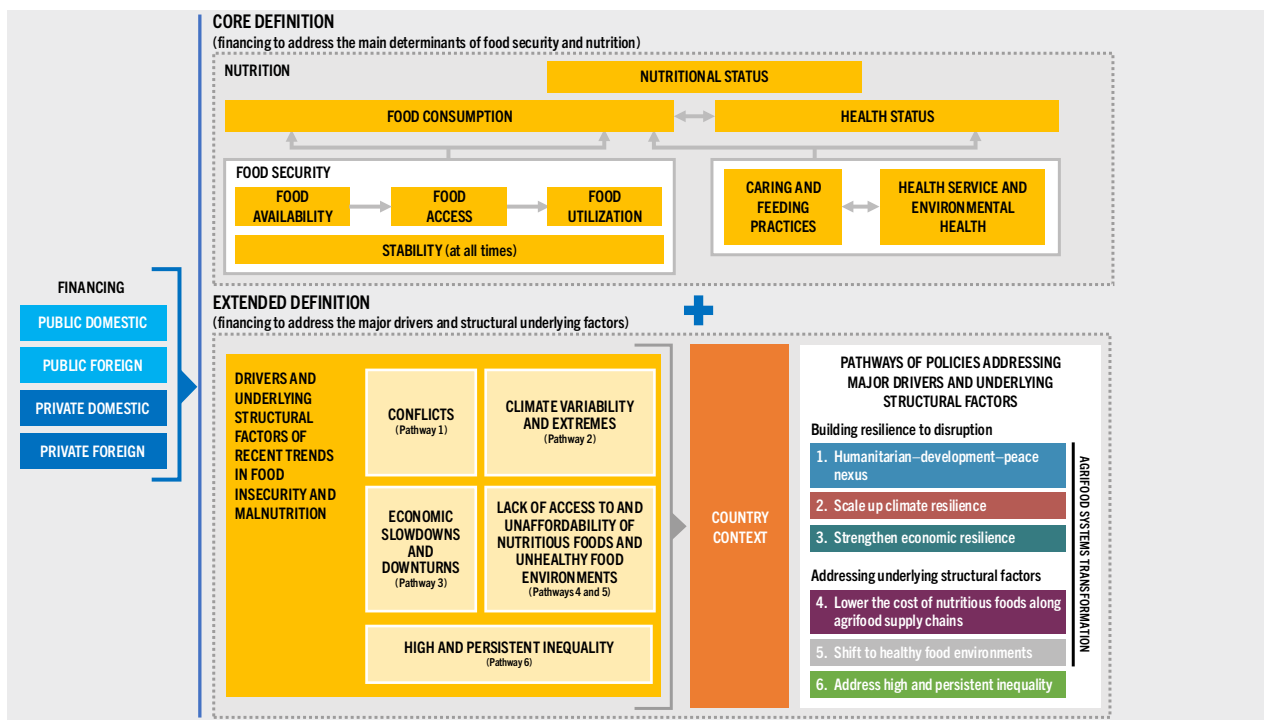 CORE DEFINITION
(financing to address the main determinants of food security and nutrition)
NUTRITION
NUTRITIONAL STATUS
FOOD CONSUMPTION
HEALTH STATUS
FOOD SECURITY
FOOD
AVAILABILITY
FOOD
ACCESS
FOOD
UTILIZATION
STABILITY (at all times)
CARING AND
FEEDING
PRACTICES
HEALTH SERVICE AND
ENVIRONMENTAL
HEALTH
FINANCING
PUBLIC DOMESTIC
PUBLIC FOREIGN
PRIVATE DOMESTIC
PRIVATE FOREIGN
EXTENDED DEFINITION
(financing to address the major drivers and structural underlying factors)
DRIVERS AND
UNDERLYING
STRUCTURAL
FACTORS OF
RECENT TRENDS
IN FOOD
INSECURITY AND
MALNUTRITION
CONFLICTS
(Pathway 1)
CLIMATE VARIABILITY
AND EXTREMES
(Pathway 2)
ECONOMIC
SLOWDOWNS
AND
DOWNTURNS
(Pathway 3)
LACK OF ACCESS TO AND
UNAFFORDABILITY OF
NUTRITIOUS FOODS AND
UNHEALTHY FOOD
ENVIRONMENTS
(Pathways 4 and 5)
HIGH AND PERSISTENT INEQUALITY
(Pathway 6)
COUNTRY
CONTEXT
PATHWAYS OF POLICIES ADDRESSING
MAJOR DRIVERS AND UNDERLYING
STRUCTURAL FACTORS
Building resilience to disruption
1. Humanitarian–development–peace
nexus
2. Scale up climate resilience
3. Strengthen economic resilience
Addressing underlying structural factors
4. Lower the cost of nutritious foods along
agrifood supply chains
5. Shift to healthy food environments
6. Address high and persistent inequality
AGRIFOOD SYSTEMS TRANSFORMATION